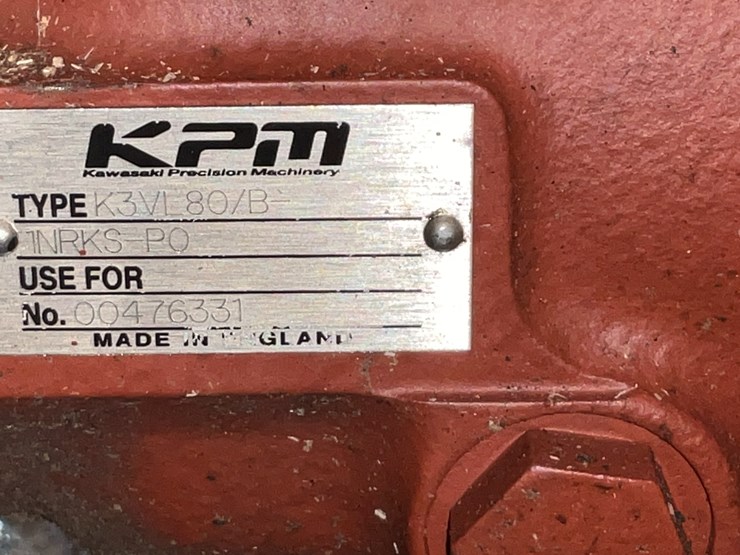 KPM
Kawasaki Precision Machinery
TYPE K3VL80/B-
1NRKS-P0
USE FOR
No. 00476331
MADE IN ENGLAND